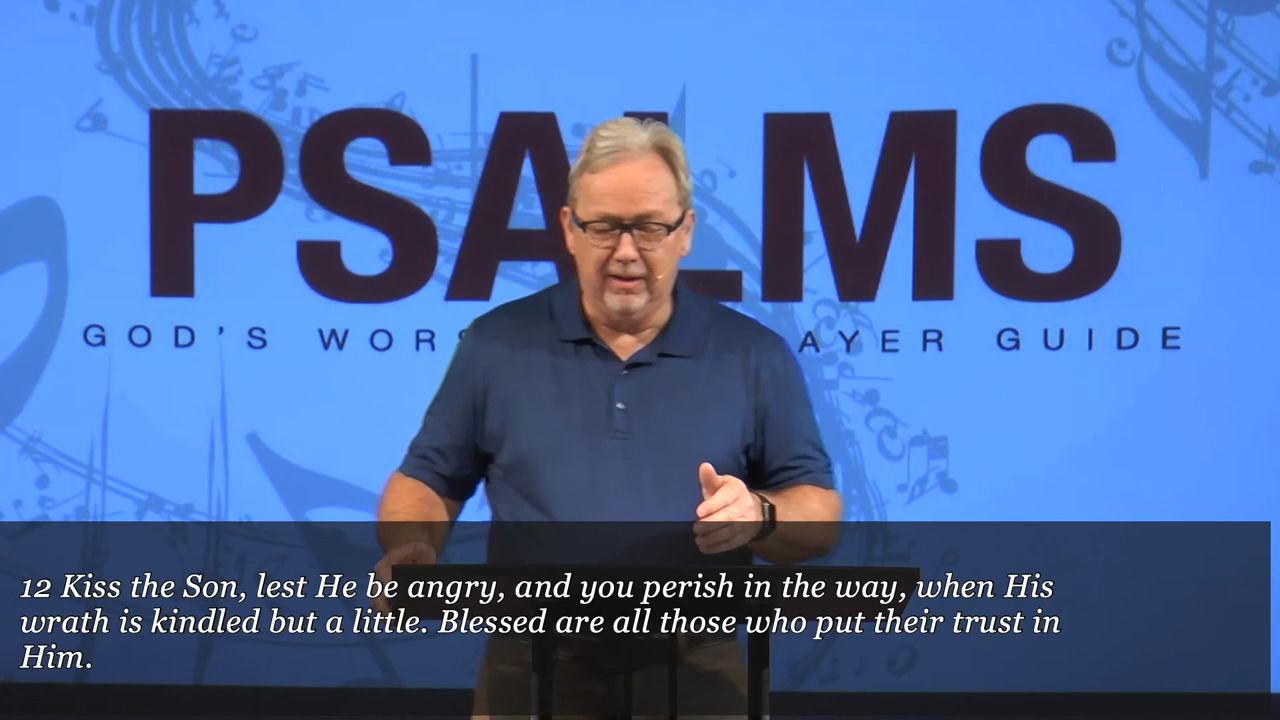 PSALMS
GOD'S WOR AYER GUIDE
12 Kiss the Son, lest He be angry, and you perish in the way, when His
wrath is kindled but a little. Blessed are all those who put their trust in
Him.